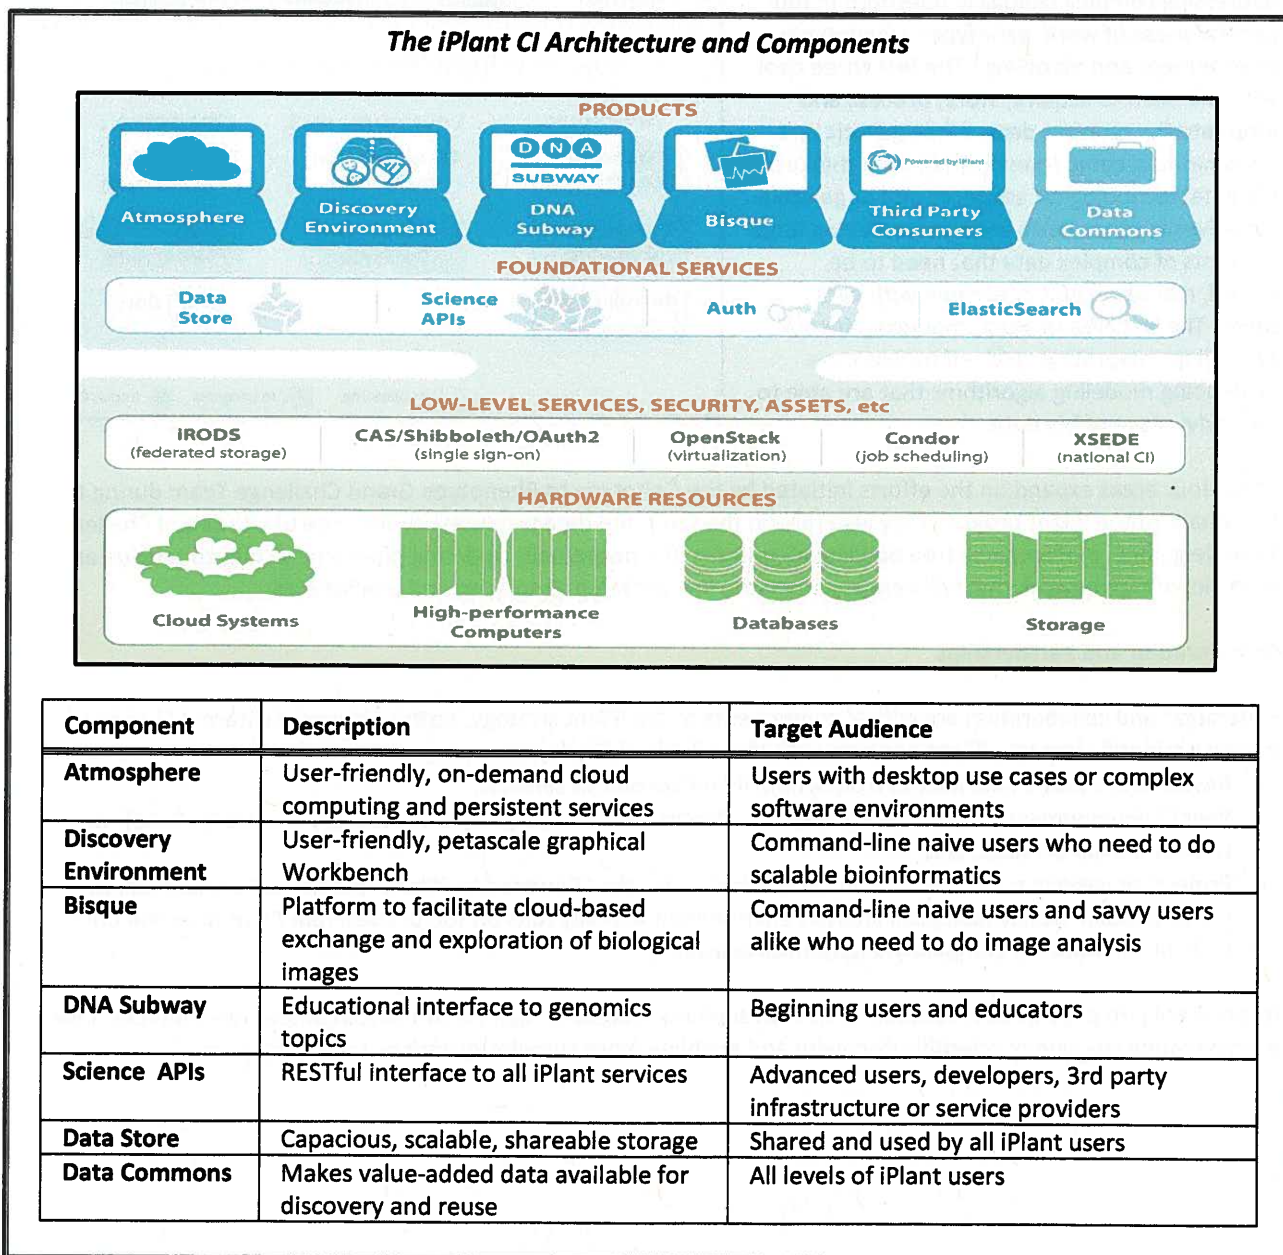 The iPlant CI Architecture and Components
PRODUCTS
Atmosphere
Discovery
Environment
DNA
SUBWAY
DNA
Subway
Bisque
Powered by iPlant
Third Party
Consumers
Data
Commons
FOUNDATIONAL SERVICES
Data
Store
Science
APIs
Auth
ElasticSearch
LOW-LEVEL SERVICES, SECURITY, ASSETS, etc
iRODS
(federated storage)
CAS/Shibboleth/OAuth2
(single sign-on)
OpenStack
(virtualization)
Condor
(job scheduling)
XSEDE
(national CI)
HARDWARE RESOURCES
Cloud Systems
High-performance
Computers
Databases
Storage
Component Description Target Audience
Atmosphere User-friendly, on-demand cloud Users with desktop use cases or complex
computing and persistent services software environments
Discovery User-friendly, petascale graphical Command-line naive users who need to do
Environment Workbench scalable bioinformatics
Bisque Platform to facilitate cloud-based Command-line naive users and savvy users
exchange and exploration of biological alike who need to do image analysis
images
DNA Subway Educational interface to genomics Beginning users and educators
topics
Science APIs RESTful interface to all iPlant services Advanced users, developers, 3rd party
infrastructure or service providers
Data Store Capacious, scalable, shareable storage Shared and used by all iPlant users
Data Commons Makes value-added data available for All levels of iPlant users
discovery and reuse